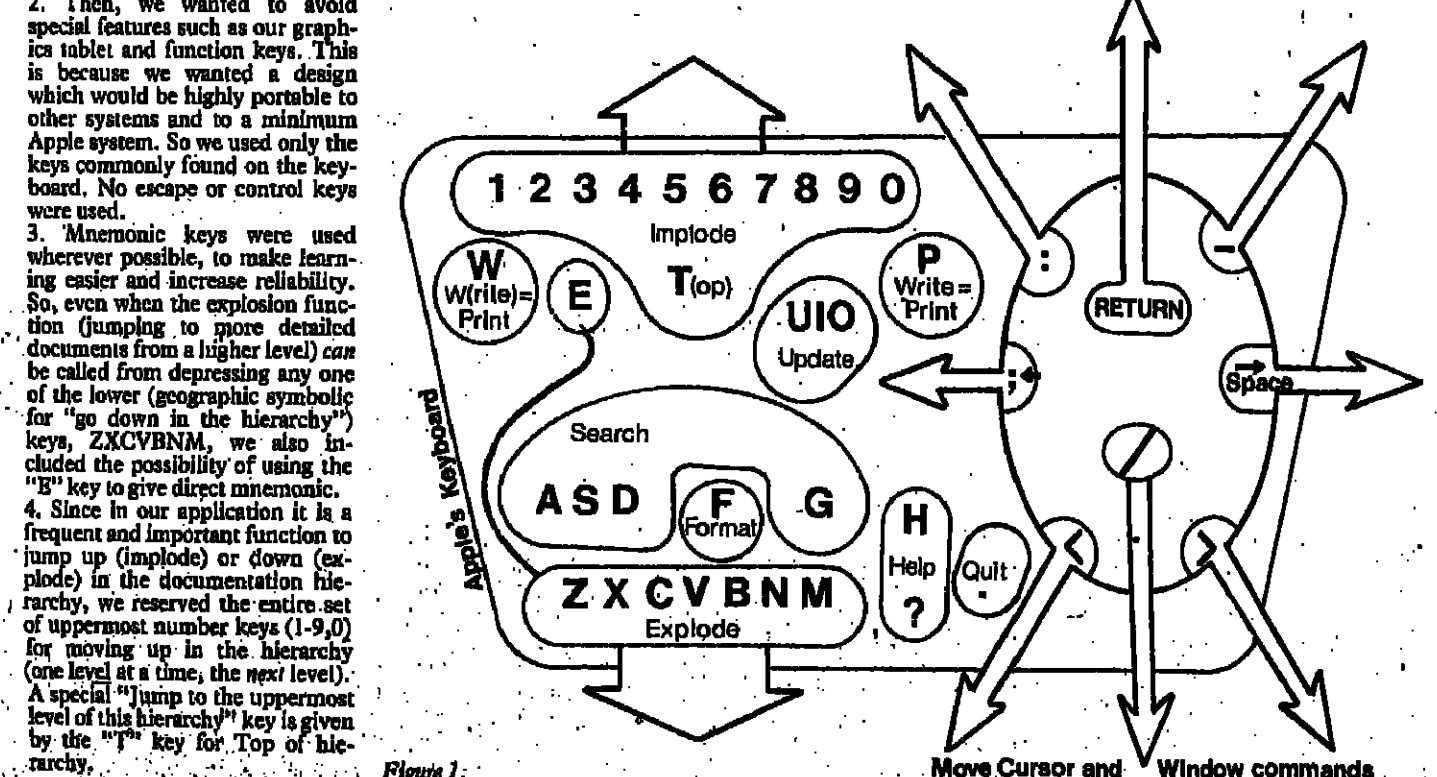 2. Then, we wanted to avoid
special features such as our graph-
ics tablet and function keys. This
is because we wanted a design
which would be highly portable to
other systems and to a minimum
Apple system. So we used only the
keys commonly found on the key-
board. No escape or control keys
were used.
3. Mnemonic keys were used
wherever possible, to make learn-
ing easier and increase reliability.
So, even when the explosion func-
tion (jumping to more detailed
documents from a higher level) can
be called from depressing any one
of the lower (geographic symbolic
for "go down in the hierarchy")
keys, ZXCVBNM, we also in-
cluded the possibility of using the
"E" key to give direct mnemonic.
4. Since in our application it is a
frequent and important function to
jump up (implode) or down (ex-
plode) in the documentation hie-
rarchy, we reserved the entire set
of uppermost number keys (1-9,0)
for moving up in the hierarchy
(one level at a time, the next level).
A special "Jump to the uppermost
level of this hierarchy" key is given
by the "T" key for Top of hie-
rarchy.
1 2 3 4 5 6 7 8 9 0
Implode
T(op)
W
W(rite)=
Print
E
UIO
Update
P
Write=
Print
:
-
RETURN
; ←
→
Space
/
Apple's Keyboard
Search
A S D
F
Format
G
H
Help
?
Quit
.
< >
Z X C V B N M
Explode
Figure 1.
Move Cursor and Window commands